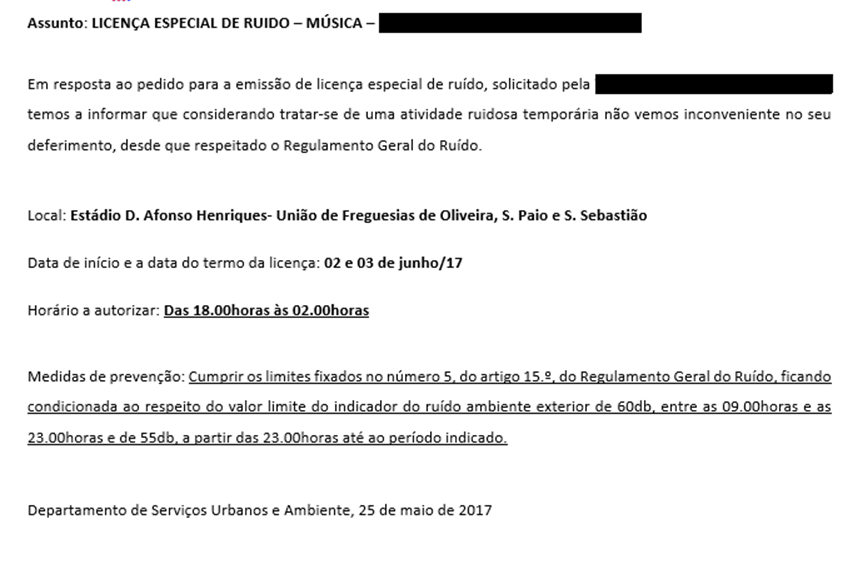 Assunto: LICENÇA ESPECIAL DE RUIDO – MÚSICA –
Em resposta ao pedido para a emissão de licença especial de ruído, solicitado pela
temos a informar que considerando tratar-se de uma atividade ruidosa temporária não vemos inconveniente no seu
deferimento, desde que respeitado o Regulamento Geral do Ruído.
Local: Estádio D. Afonso Henriques- União de Freguesias de Oliveira, S. Paio e S. Sebastião
Data de início e a data do termo da licença: 02 e 03 de junho/17
Horário a autorizar: Das 18.00horas às 02.00horas
Medidas de prevenção: Cumprir os limites fixados no número 5, do artigo 15.º, do Regulamento Geral do Ruído, ficando
condicionada ao respeito do valor limite do indicador do ruído ambiente exterior de 60db, entre as 09.00horas e as
23.00horas e de 55db, a partir das 23.00horas até ao período indicado.
Departamento de Serviços Urbanos e Ambiente, 25 de maio de 2017